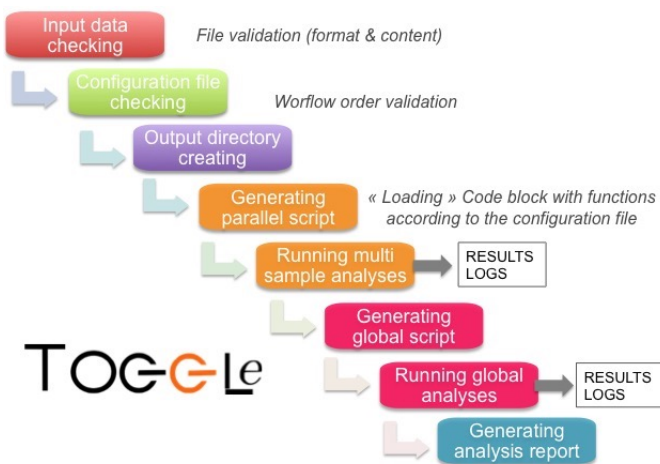 Input data
checking
File validation (format & content)
Configuration file
checking
Worflow order validation
Output directory
creating
Generating
parallel script
« Loading » Code block with functions
according to the configuration file
Running multi
sample analyses
RESULTS
LOGS
Generating
global script
TOGGLe
Running global
analyses
RESULTS
LOGS
Generating
analysis report